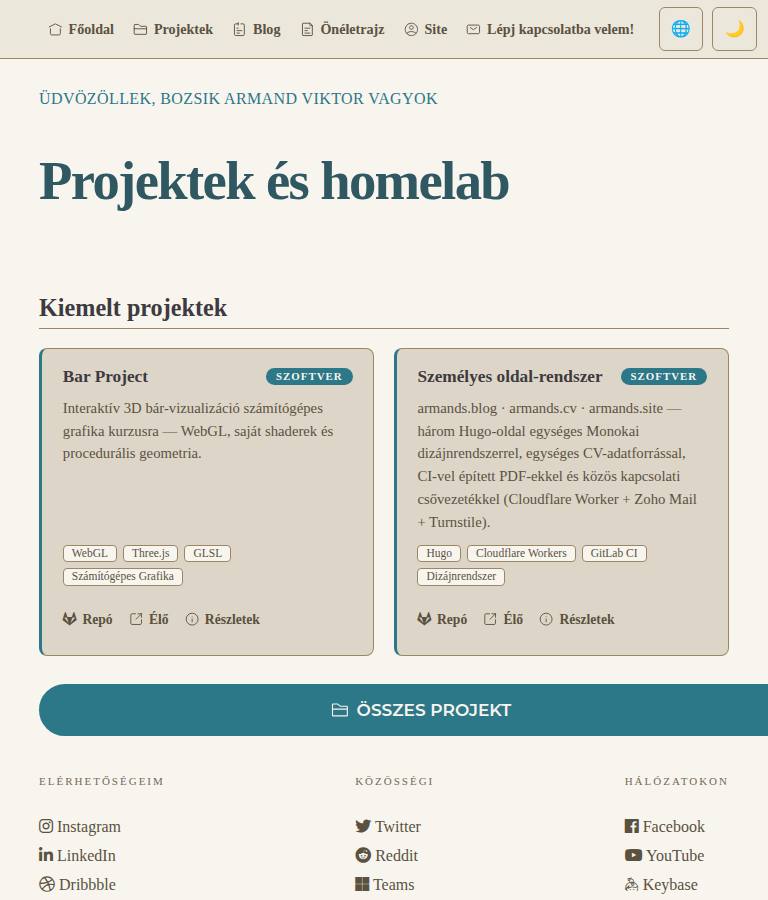 Főoldal Projektek Blog Önéletrajz Site Lépj kapcsolatba velem!
ÜDVÖZÖLLEK, BOZSIK ARMAND VIKTOR VAGYOK
Projektek és homelab
Kiemelt projektek
Bar Project SZOFTVER
Interaktív 3D bár-vizualizáció számítógépes
grafika kurzusra — WebGL, saját shaderek és
procedurális geometria.
WebGL Three.js GLSL
Számítógépes Grafika
Repó Élő Részletek
Személyes oldal-rendszer SZOFTVER
armands.blog · armands.cv · armands.site —
három Hugo-oldal egységes Monokai
dizájnrendszerrel, egységes CV-adatforrással,
CI-vel épített PDF-ekkel és közös kapcsolati
csővezetékkel (Cloudflare Worker + Zoho Mail
+ Turnstile).
Hugo Cloudflare Workers GitLab CI
Dizájnrendszer
Repó Élő Részletek
ÖSSZES PROJEKT
ELÉRHETŐSÉGEIM
Instagram
LinkedIn
Dribbble
KÖZÖSSÉGI
Twitter
Reddit
Teams
HÁLÓZATOKON
Facebook
YouTube
Keybase